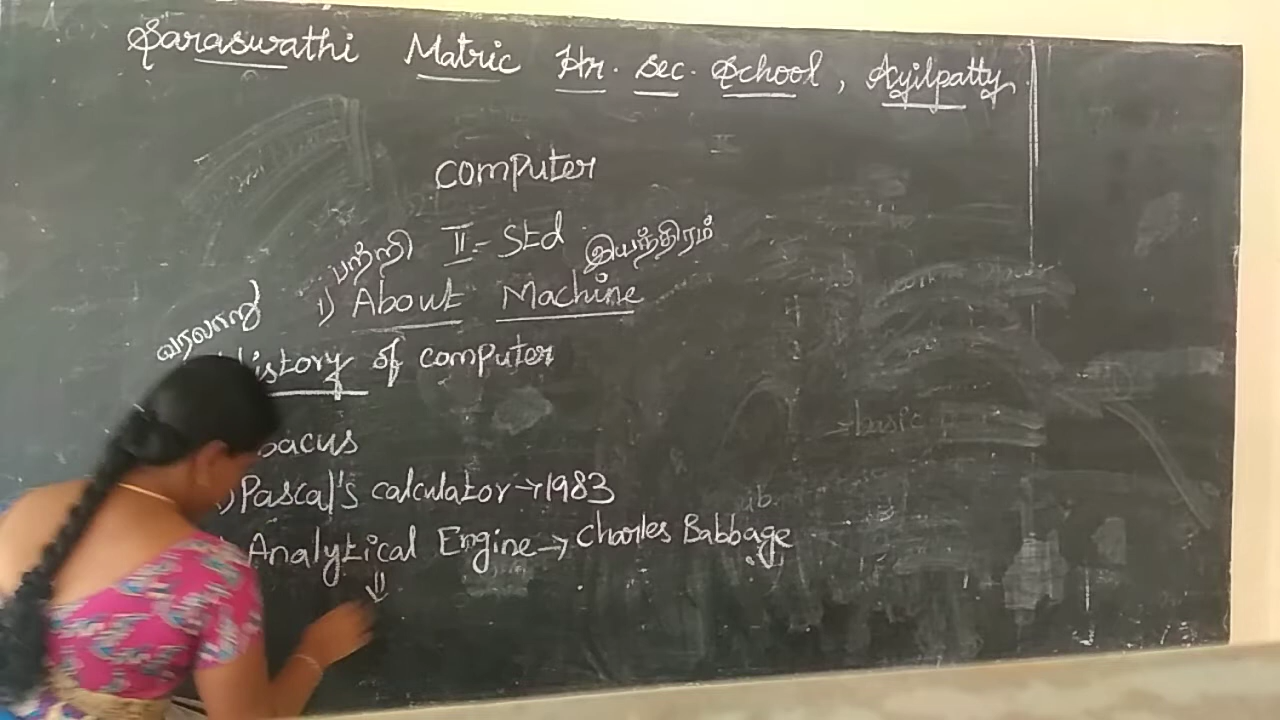 Saraswathi Matric Hr. Sec. School, Ayilpatty
computer
பற்றி II - Std இயந்திரம்
1) About Machine
வரலாறு
History of computer
bacus
Pascal's calculator → 1983
Analytical Engine → Charles Babbage